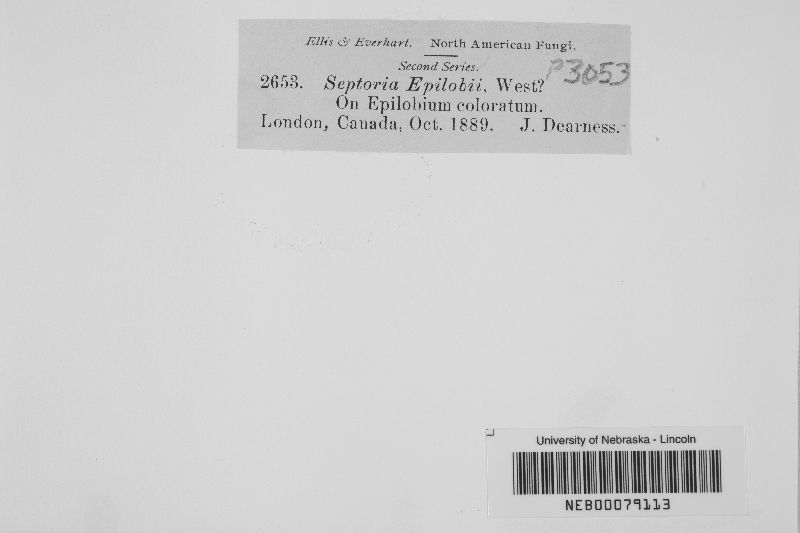 Ellis & Everhart. North American Fungi.
Second Series.
P3053
2653. Septoria Epilobii, West?
On Epilobium coloratum.
London, Canada, Oct. 1889. J. Dearness.
University of Nebraska - Lincoln
NEB00079113